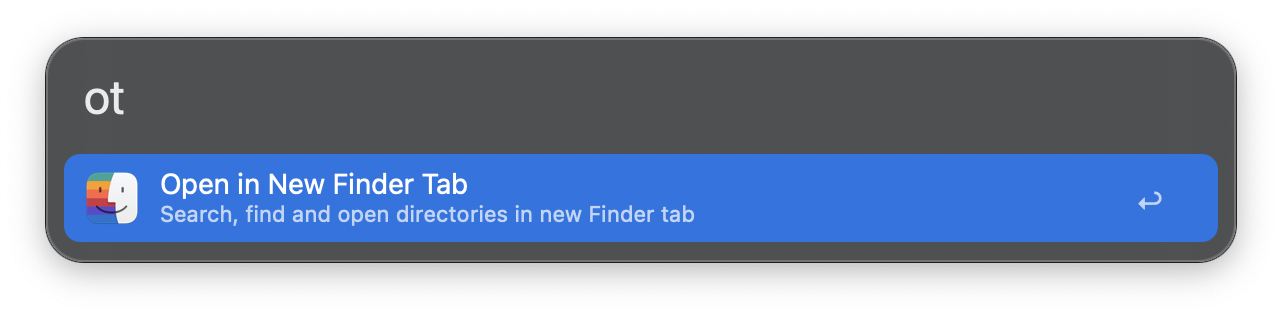 ot
Open in New Finder Tab
Search, find and open directories in new Finder tab